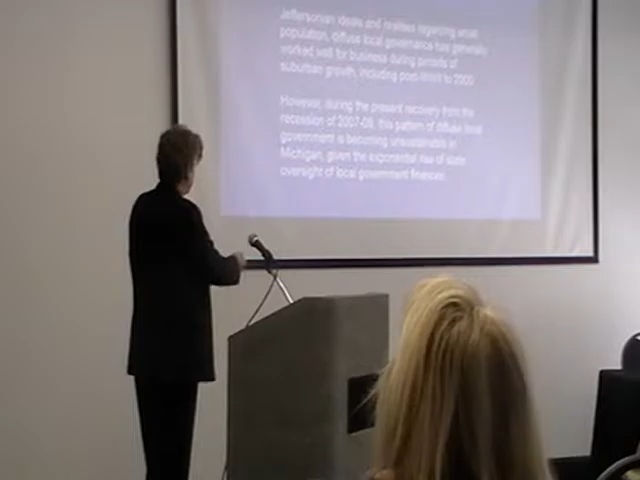 Jeffersonian ideals and realities regarding small
population, diffuse local governance has generally
worked well for business during periods of
suburban growth, including post-WWII to 2000.
However, during the present recovery from the
recession of 2007-09, this pattern of diffuse local
government is becoming unsustainable in
Michigan, given the exponential rise of state
oversight of local government finances.